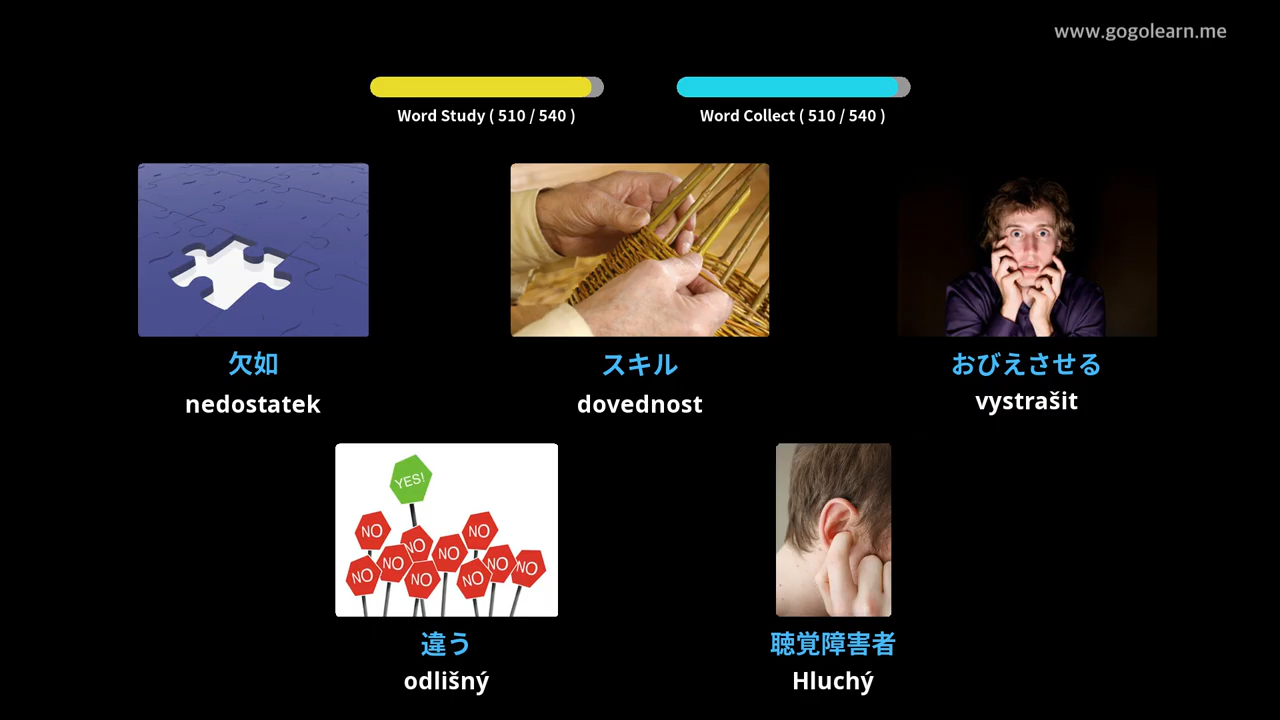 www.gogolearn.me
Word Study ( 510 / 540 )
Word Collect ( 510 / 540 )
欠如
nedostatek
スキル
dovednost
おびえさせる
vystrašit
YES!
NO
NO
NO
NO
NO
NO
NO
NO
NO
NO
違う
odlišný
聴覚障害者
Hluchý